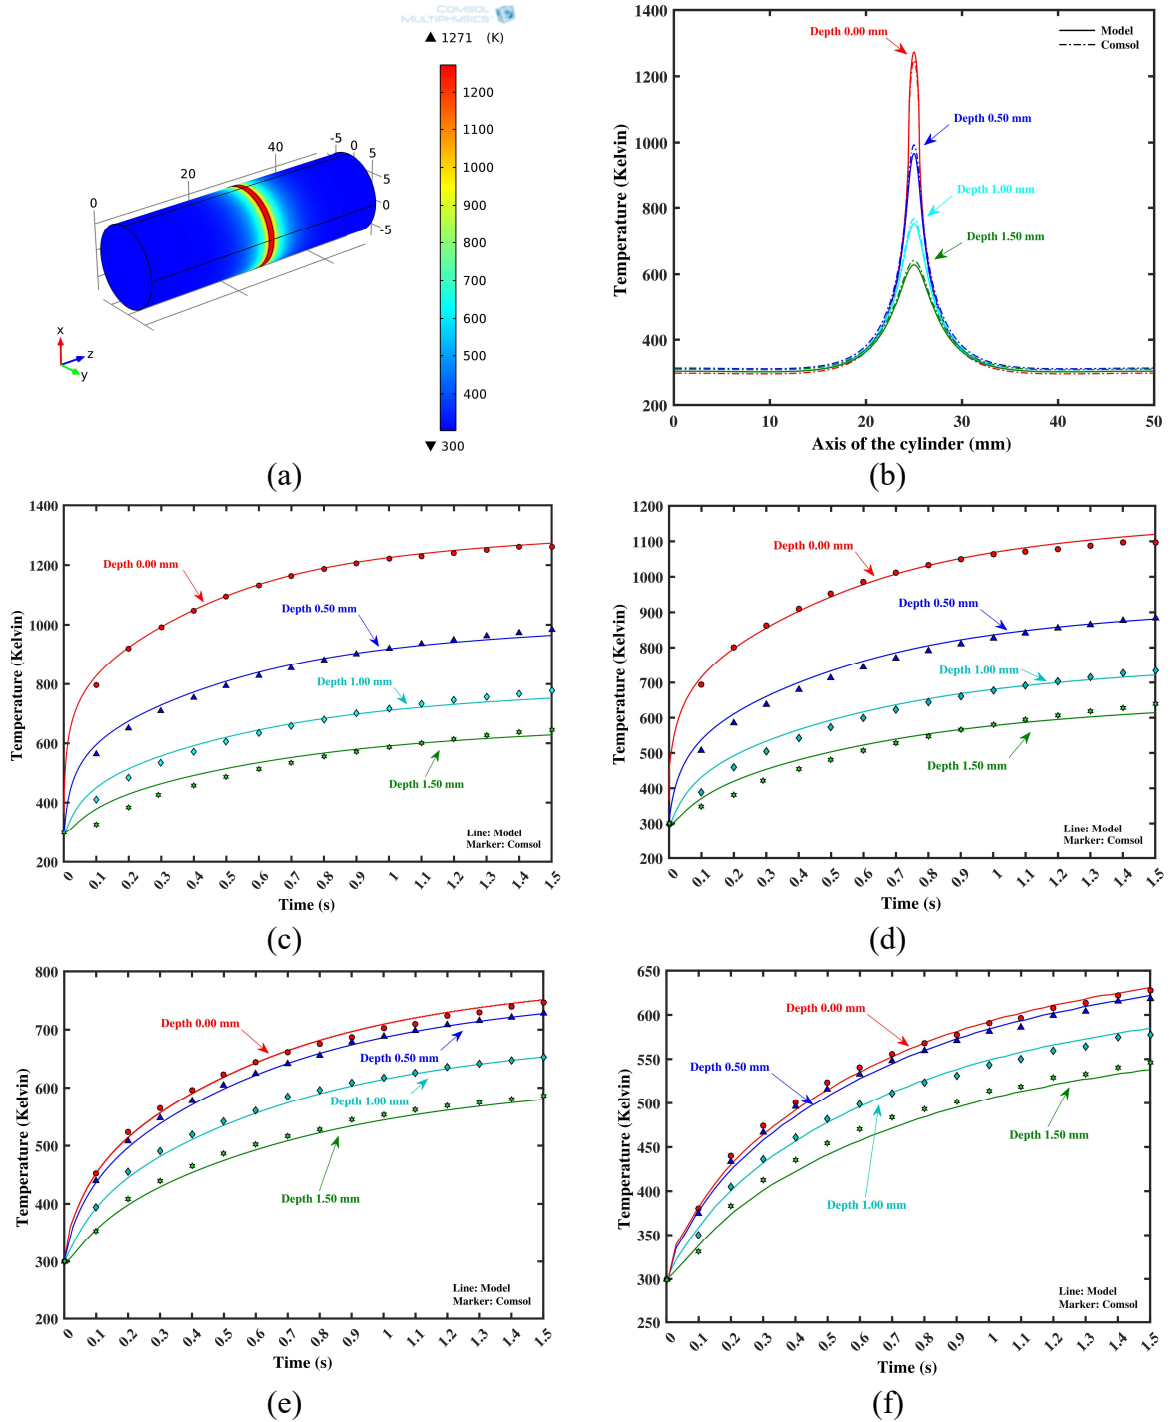 COMSOL
MULTIPHYSICS
▲ 1271 (K)
1200
1100
1000
900
800
700
600
500
400
▼ 300
0
20
40
-5 0 5
5
0
-5
x
z
y
(a)
Temperature (Kelvin)
1400
1200
1000
800
600
400
200
Depth 0.00 mm
Model
Comsol
Depth 0.50 mm
Depth 1.00 mm
Depth 1.50 mm
0 10 20 30 40 50
Axis of the cylinder (mm)
(b)
Temperature (Kelvin)
1400
1200
1000
800
600
400
200
Depth 0.00 mm
Depth 0.50 mm
Depth 1.00 mm
Depth 1.50 mm
Line: Model
Marker: Comsol
0 0.1 0.2 0.3 0.4 0.5 0.6 0.7 0.8 0.9 1 1.1 1.2 1.3 1.4 1.5
Time (s)
(c)
Temperature (Kelvin)
1200
1100
1000
900
800
700
600
500
400
300
200
Depth 0.00 mm
Depth 0.50 mm
Depth 1.00 mm
Depth 1.50 mm
Line: Model
Marker: Comsol
0 0.1 0.2 0.3 0.4 0.5 0.6 0.7 0.8 0.9 1 1.1 1.2 1.3 1.4 1.5
Time (s)
(d)
Temperature (Kelvin)
800
700
600
500
400
300
200
Depth 0.00 mm
Depth 0.50 mm
Depth 1.00 mm
Depth 1.50 mm
Line: Model
Marker: Comsol
0 0.1 0.2 0.3 0.4 0.5 0.6 0.7 0.8 0.9 1 1.1 1.2 1.3 1.4 1.5
Time (s)
(e)
Temperature (Kelvin)
650
600
550
500
450
400
350
300
250
Depth 0.00 mm
Depth 0.50 mm
Depth 1.50 mm
Depth 1.00 mm
Line: Model
Marker: Comsol
0 0.1 0.2 0.3 0.4 0.5 0.6 0.7 0.8 0.9 1 1.1 1.2 1.3 1.4 1.5
Time (s)
(f)